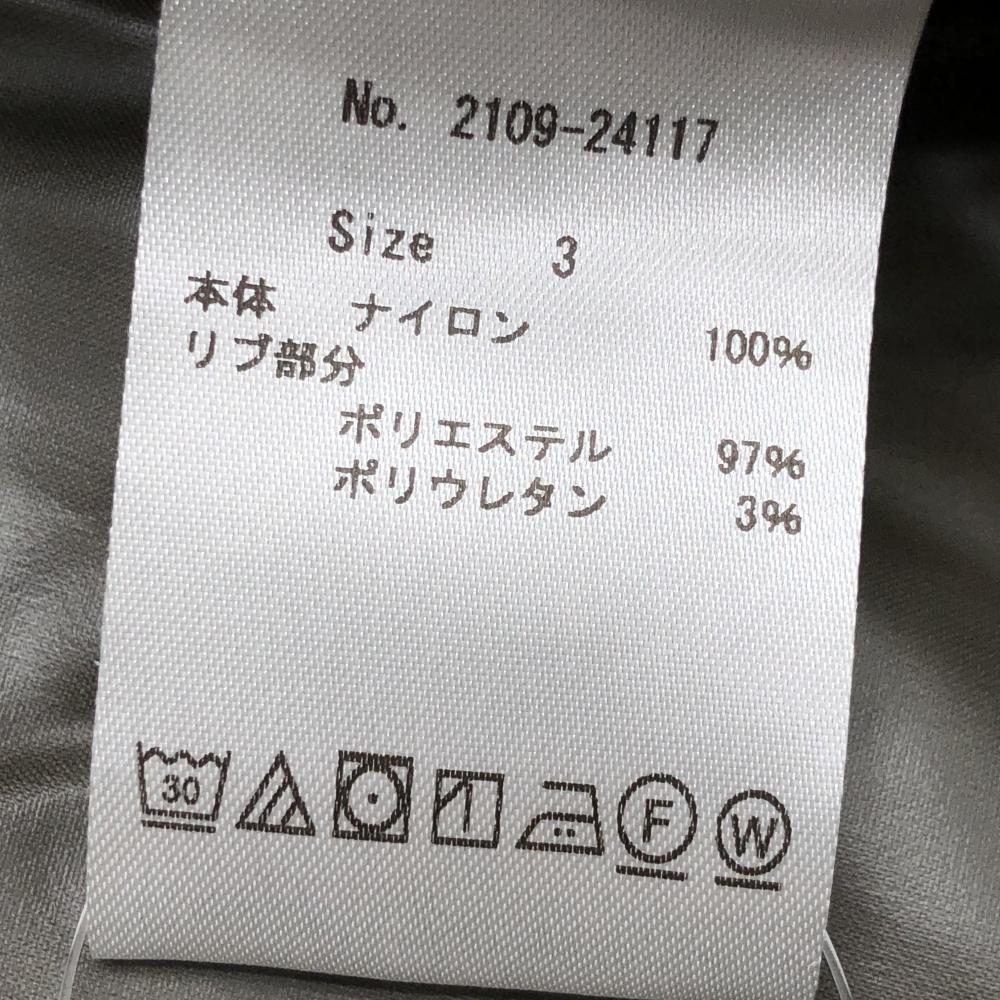 No. 2109-24117
Size 3
本体 ナイロン 100%
リブ部分
ポリエステル 97%
ポリウレタン 3%
30 F W